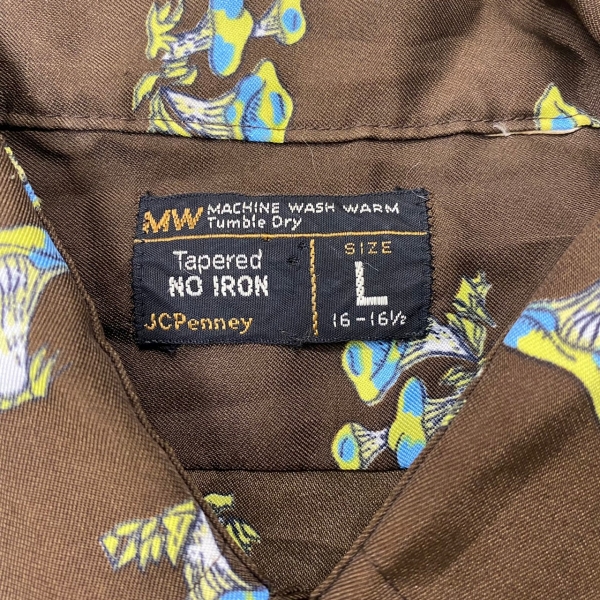 MW MACHINE WASH WARM
Tumble Dry
Tapered
NO IRON
JCPenney
SIZE
L
16-16½